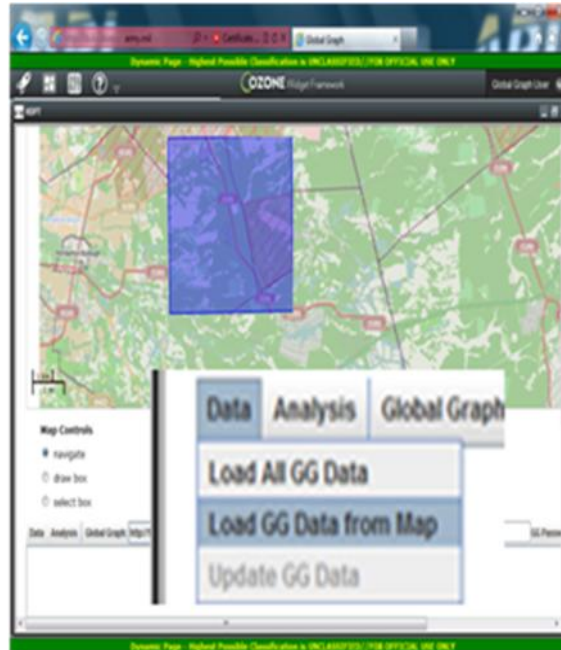 army.mil
Certificate...
Global Graph
Dynamic Page - Highest Possible Classification is UNCLASSIFIED//FOR OFFICIAL USE ONLY
OZONE Widget Framework
Global Graph User
Map Controls
navigate
draw box
select box
Data Analysis Global Graph
Data Analysis Global Graph
Load All GG Data
Load GG Data from Map
Update GG Data
Dynamic Page - Highest Possible Classification is UNCLASSIFIED//FOR OFFICIAL USE ONLY